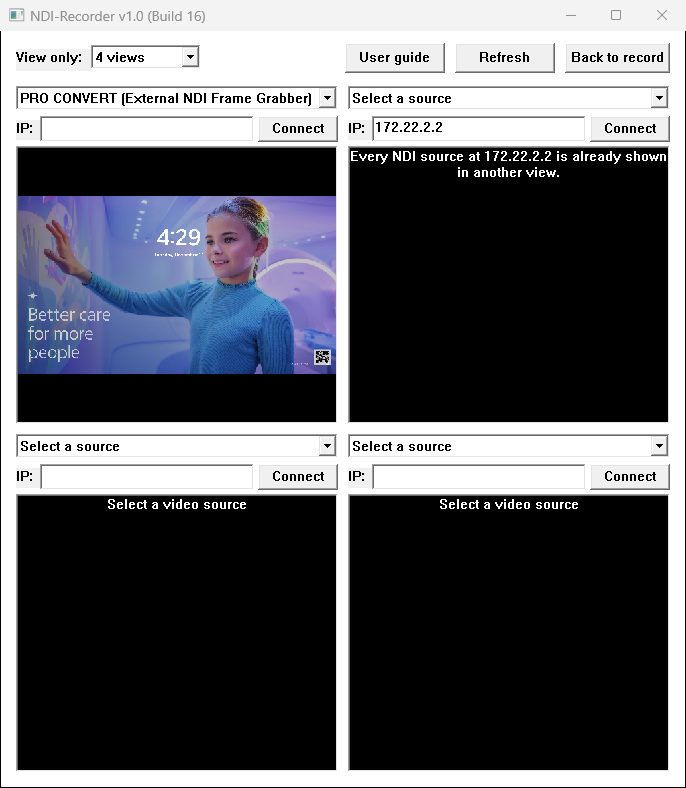 NDI-Recorder v1.0 (Build 16)
View only: 4 views User guide Refresh Back to record
PRO CONVERT (External NDI Frame Grabber) Select a source
IP: Connect IP: 172.22.2.2 Connect
Every NDI source at 172.22.2.2 is already shown
in another view.
4:29
Better care
for more
people
Select a source Select a source
IP: Connect IP: Connect
Select a video source Select a video source